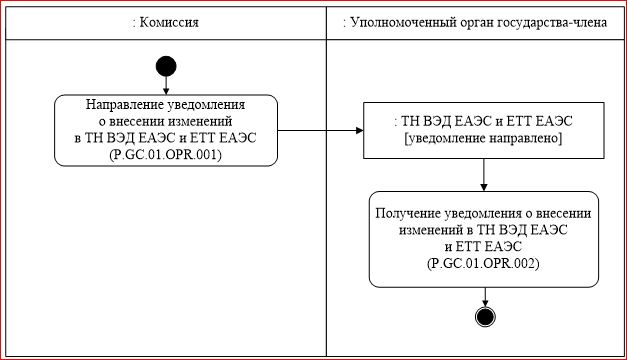 : Комиссия
: Уполномоченный орган государства-члена
Направление уведомления
о внесении изменений
в ТН ВЭД ЕАЭС и ЕТТ ЕАЭС
(P.GC.01.OPR.001)
: ТН ВЭД ЕАЭС и ЕТТ ЕАЭС
[уведомление направлено]
Получение уведомления о внесении
изменений в ТН ВЭД ЕАЭС
и ЕТТ ЕАЭС
(P.GC.01.OPR.002)